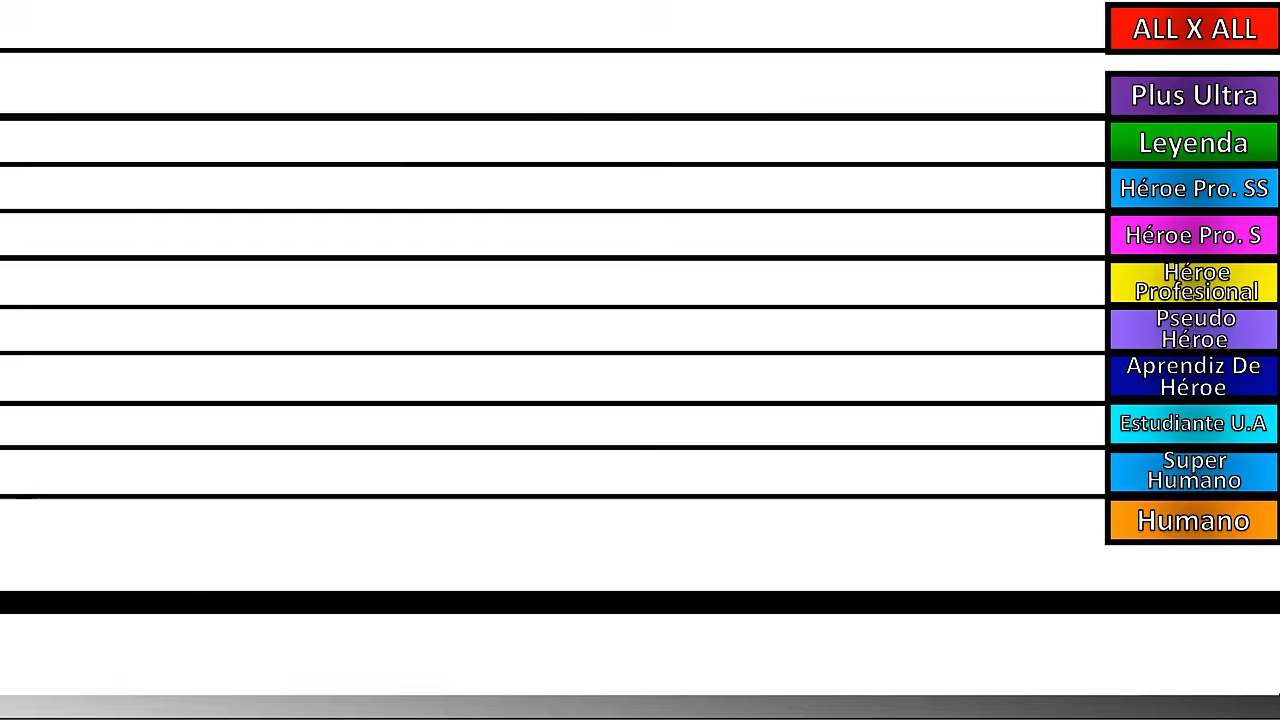 ALL X ALL
Plus Ultra
Leyenda
Héroe Pro. SS
Héroe Pro. S
Héroe
Profesional
Pseudo
Héroe
Aprendiz De
Héroe
Estudiante U.A
Super
Humano
Humano